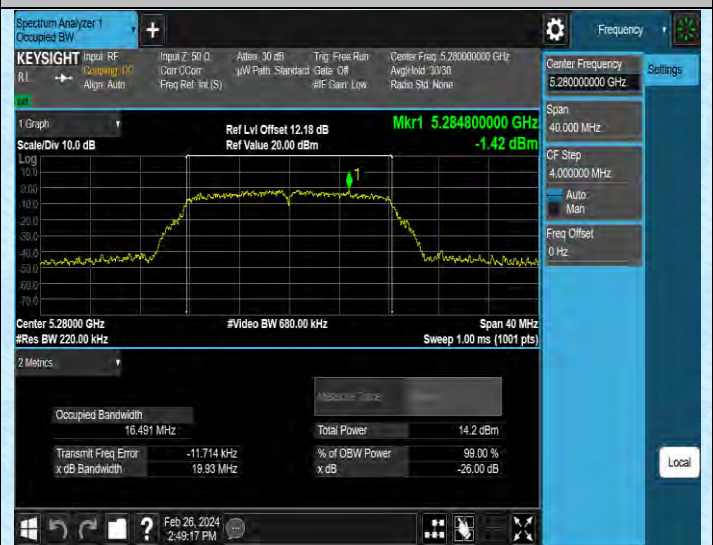 Spectrum Analyzer 1
Occupied BW
+
Frequency
KEYSIGHT Input: RF
RL
Coupling: DC
Align: Auto
Input Z: 50 Ω
Corr CCorr
Freq Ref: Int (S)
Atten: 30 dB
µW Path: Standard
Trig: Free Run
Gate: Off
#IF Gain: Low
Center Freq: 5.280000000 GHz
Avg|Hold: 30/30
Radio Std: None
Center Frequency
5.280000000 GHz
Settings
Span
40.000 MHz
CF Step
4.000000 MHz
Auto
Man
Freq Offset
0 Hz
1 Graph
Scale/Div 10.0 dB
Ref Lvl Offset 12.18 dB
Ref Value 20.00 dBm
Mkr1 5.284800000 GHz
-1.42 dBm
Log
10.0
0.00
-10.0
-20.0
-30.0
-40.0
-50.0
-60.0
-70.0
1
Center 5.28000 GHz
#Res BW 220.00 kHz
#Video BW 680.00 kHz
Span 40 MHz
Sweep 1.00 ms (1001 pts)
2 Metrics
Measure Trace
Occupied Bandwidth
16.491 MHz
Total Power 14.2 dBm
Transmit Freq Error -11.714 kHz
% of OBW Power 99.00 %
x dB Bandwidth 19.93 MHz
x dB -26.00 dB
Local
?
Feb 26, 2024
2:49:17 PM